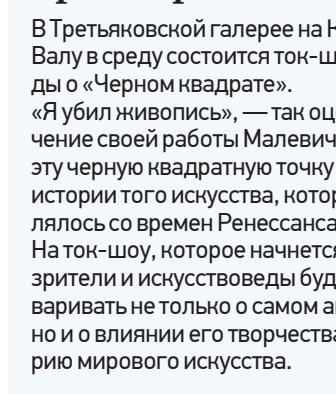 В Третьяковской галерее на К
Валу в среду состоится ток-ш
ды о «Черном квадрате».
«Я убил живопись», — так оц
чение своей работы Малевич
эту черную квадратную точку
истории того искусства, котор
лялось со времен Ренессанса
На ток-шоу, которое начнетс
зрители и искусствоведы буд
варивать не только о самом а
но и о влиянии его творчества
рию мирового искусства.